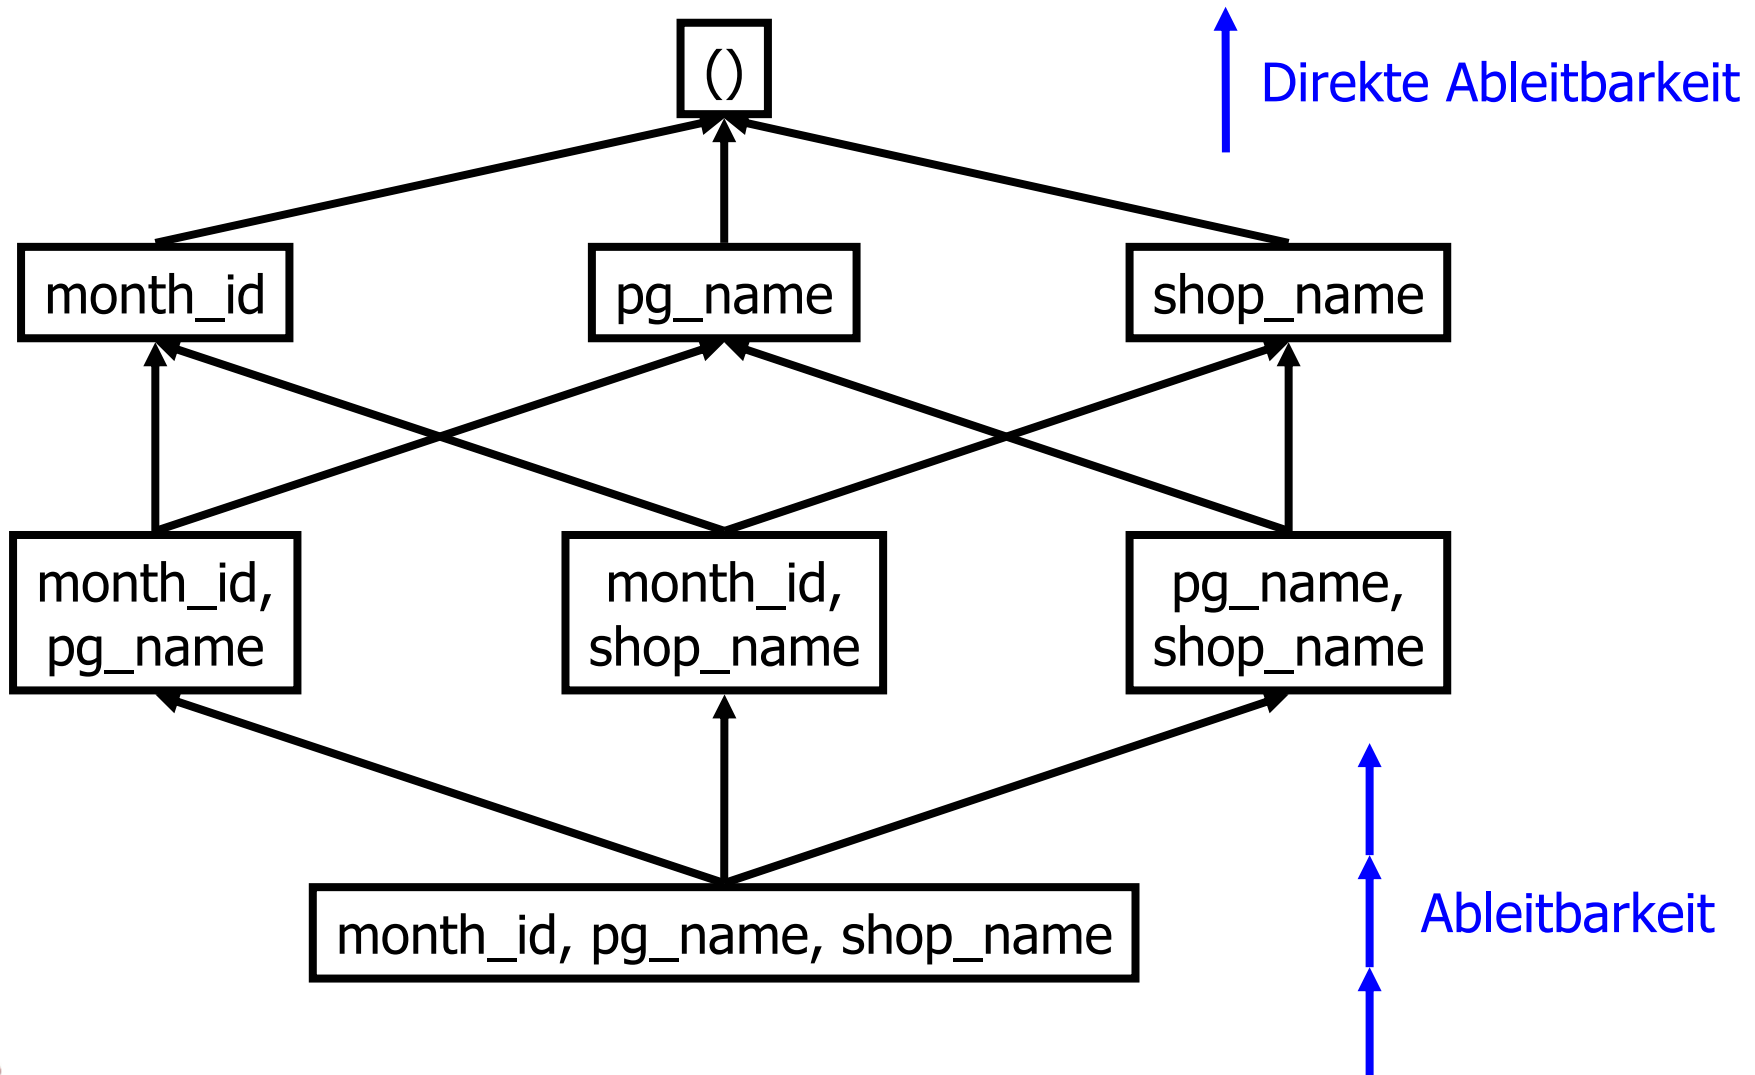 ()
Direkte Ableitbarkeit
month_id
pg_name
shop_name
month_id,
pg_name
month_id,
shop_name
pg_name,
shop_name
month_id, pg_name, shop_name
Ableitbarkeit